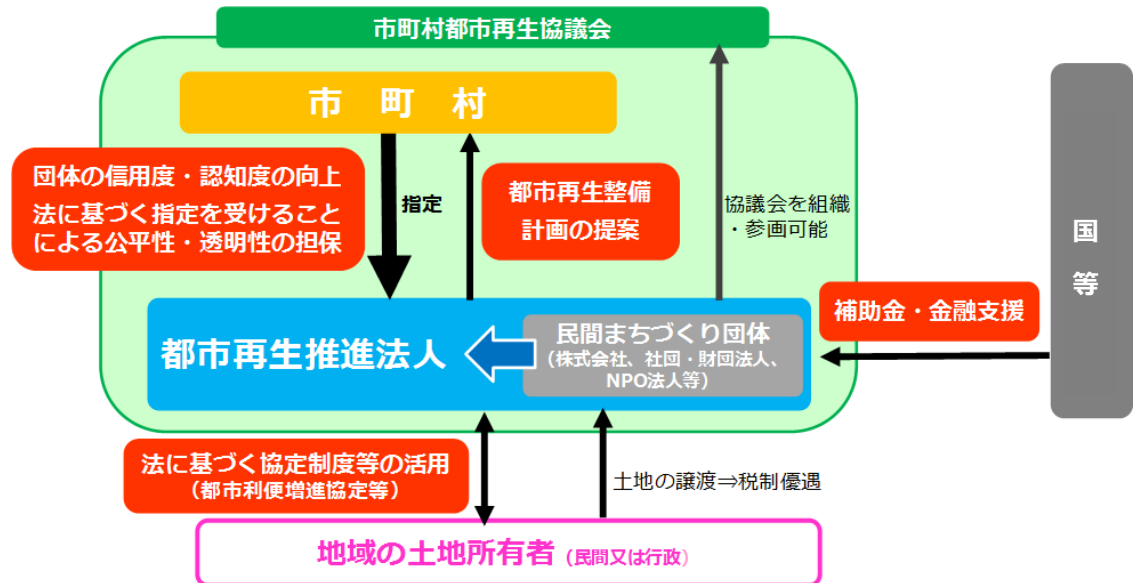 市町村都市再生協議会
市 町 村
団体の信用度・認知度の向上
法に基づく指定を受けること
による公平性・透明性の担保
指定
都市再生整備
計画の提案
協議会を組織
・参画可能
国
等
補助金・金融支援
都市再生推進法人
民間まちづくり団体
（株式会社、社団・財団法人、
NPO法人等）
法に基づく協定制度等の活用
（都市利便増進協定等）
土地の譲渡⇒税制優遇
地域の土地所有者（民間又は行政）